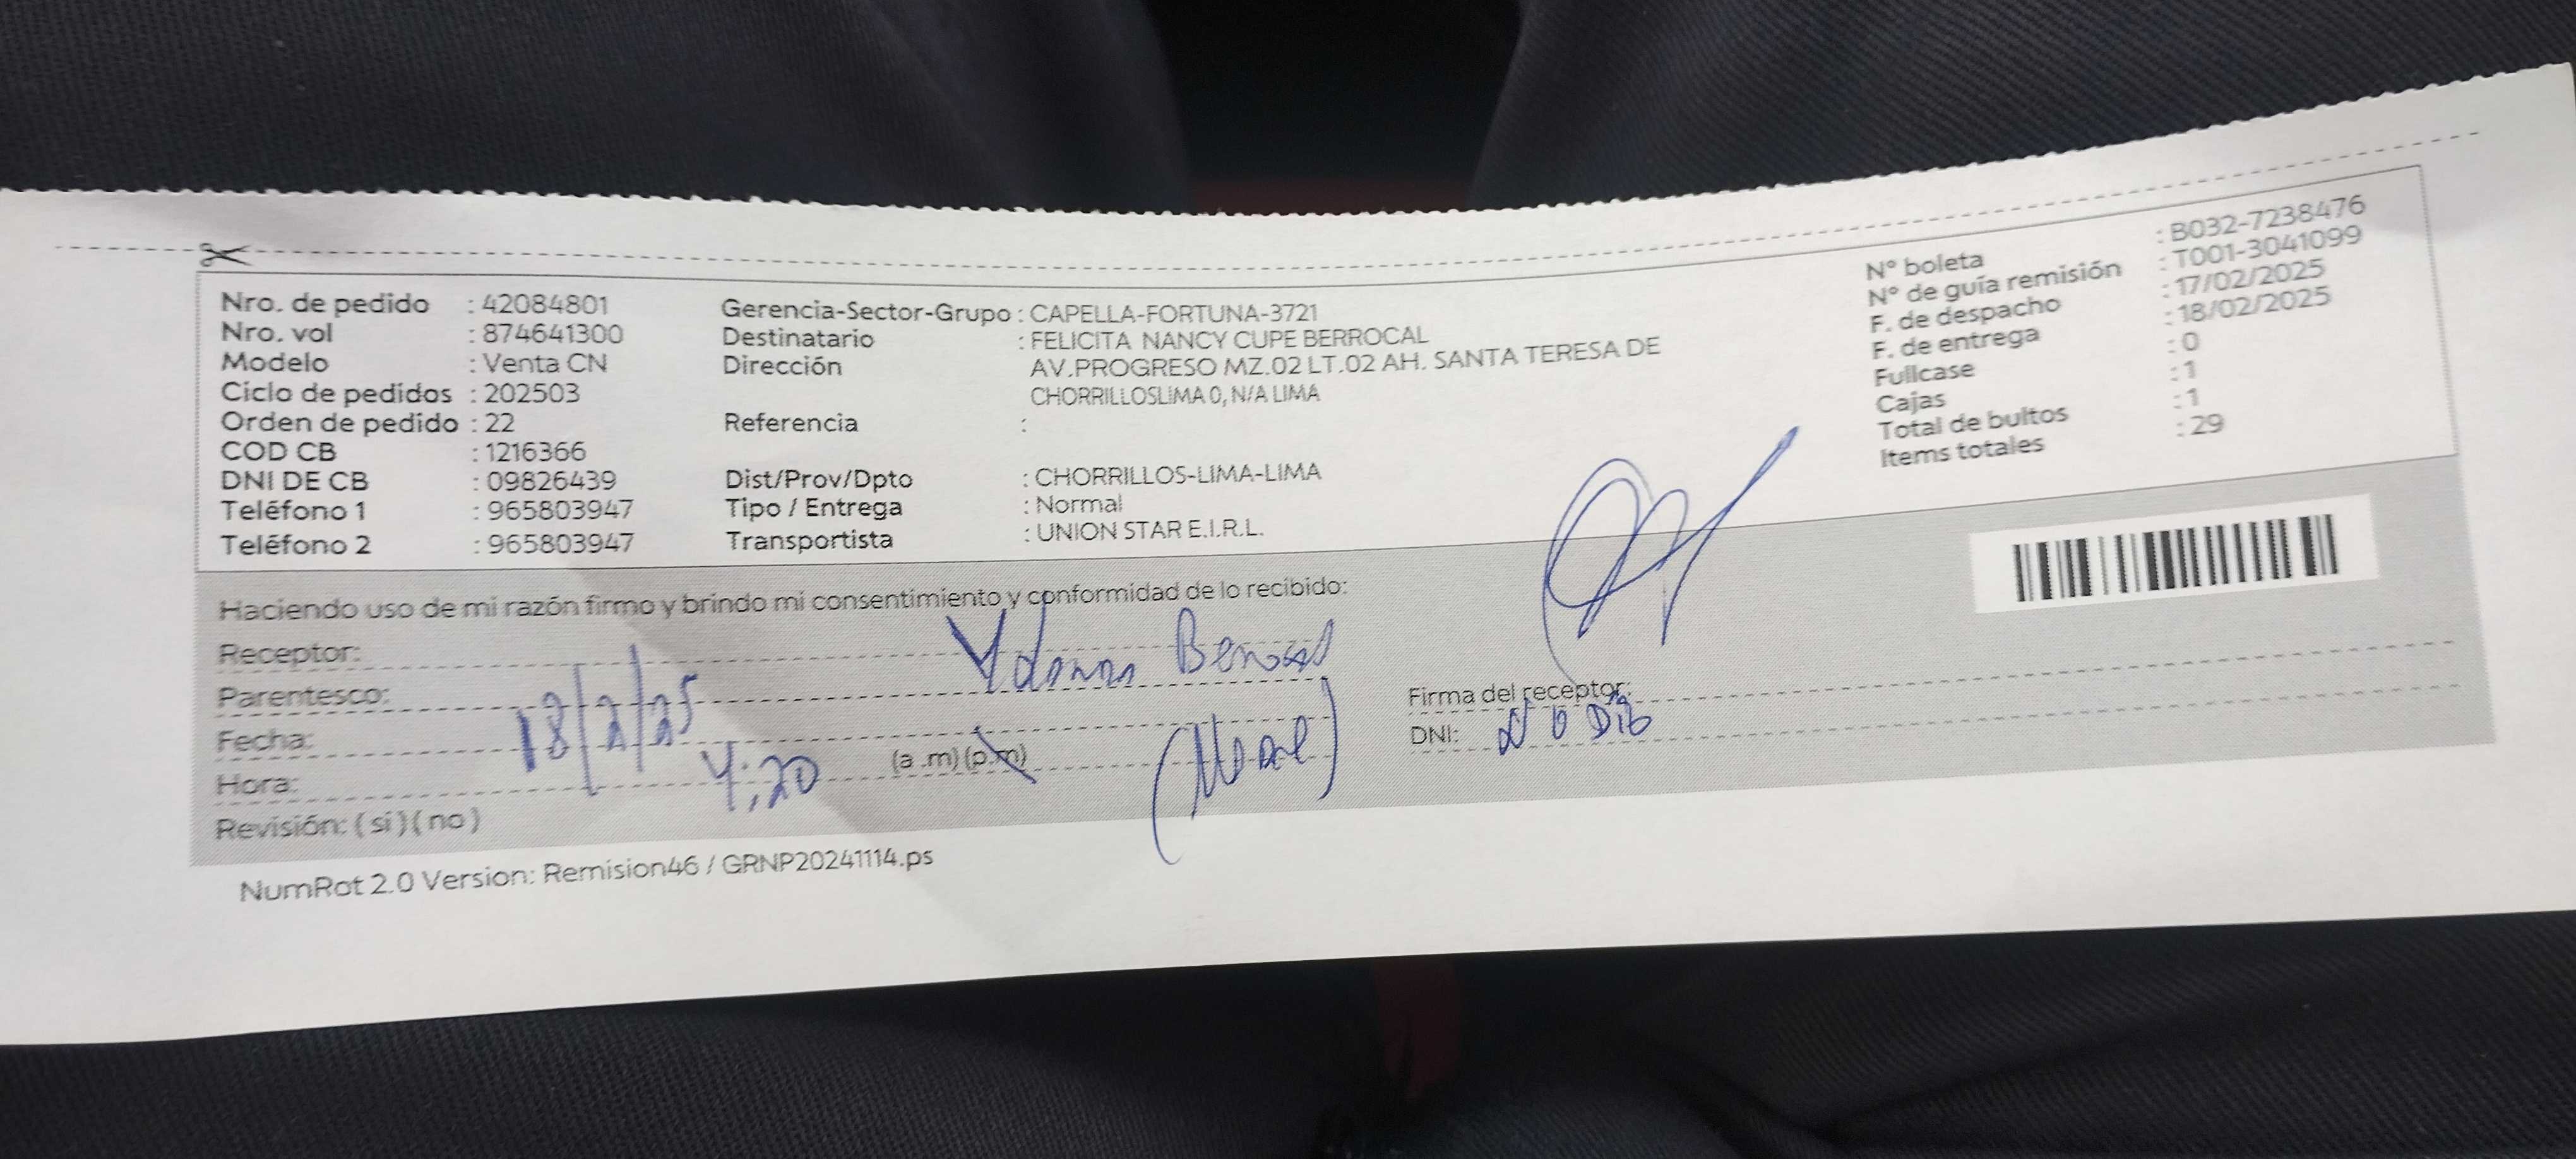 Nro. de pedido : 42084801
Nro. vol : 874641300
Modelo : Venta CN
Ciclo de pedidos : 202503
Orden de pedido : 22
COD CB : 1216366
DNI DE CB : 09826439
Teléfono 1 : 965803947
Teléfono 2 : 965803947
Gerencia-Sector-Grupo : CAPELLA-FORTUNA-3721
Destinatario : FELICITA NANCY CUPE BERROCAL
Dirección AV.PROGRESO MZ.02 LT.02 AH. SANTA TERESA DE
CHORRILLOSLIMA 0, N/A LIMA
Referencia :
Dist/Prov/Dpto : CHORRILLOS-LIMA-LIMA
Tipo / Entrega : Normal
Transportista : UNION STAR E.I.R.L.
N° boleta : B032-7238476
N° de guía remisión : T001-3041099
F. de despacho : 17/02/2025
F. de entrega : 18/02/2025
Fullcase : 0
Cajas : 1
Total de bultos : 1
Items totales : 29
Haciendo uso de mi razón firmo y brindo mi consentimiento y conformidad de lo recibido:
Receptor: Berrocal
Parentesco:
Fecha: 18/2/25
Hora: 4:20 (a .m) (p.m)
Revisión: ( si ) ( no )
Firma del receptor:
DNI: NO Dio
NumRot 2.0 Version: Remision46 / GRNP20241114.ps